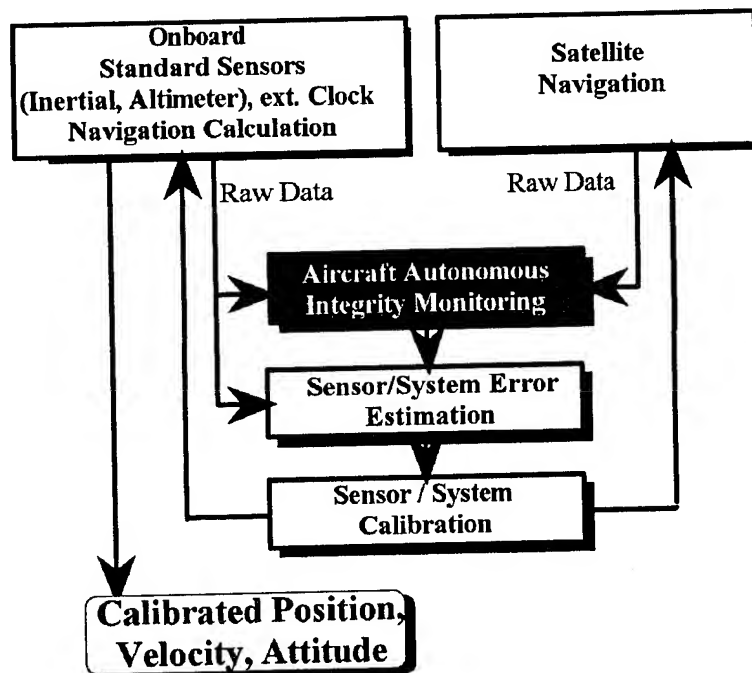 Onboard
Standard Sensors
(Inertial, Altimeter), ext. Clock
Navigation Calculation
Satellite
Navigation
Raw Data
Raw Data
Aircraft Autonomous
Integrity Monitoring
Sensor/System Error
Estimation
Sensor / System
Calibration
Calibrated Position,
Velocity, Attitude